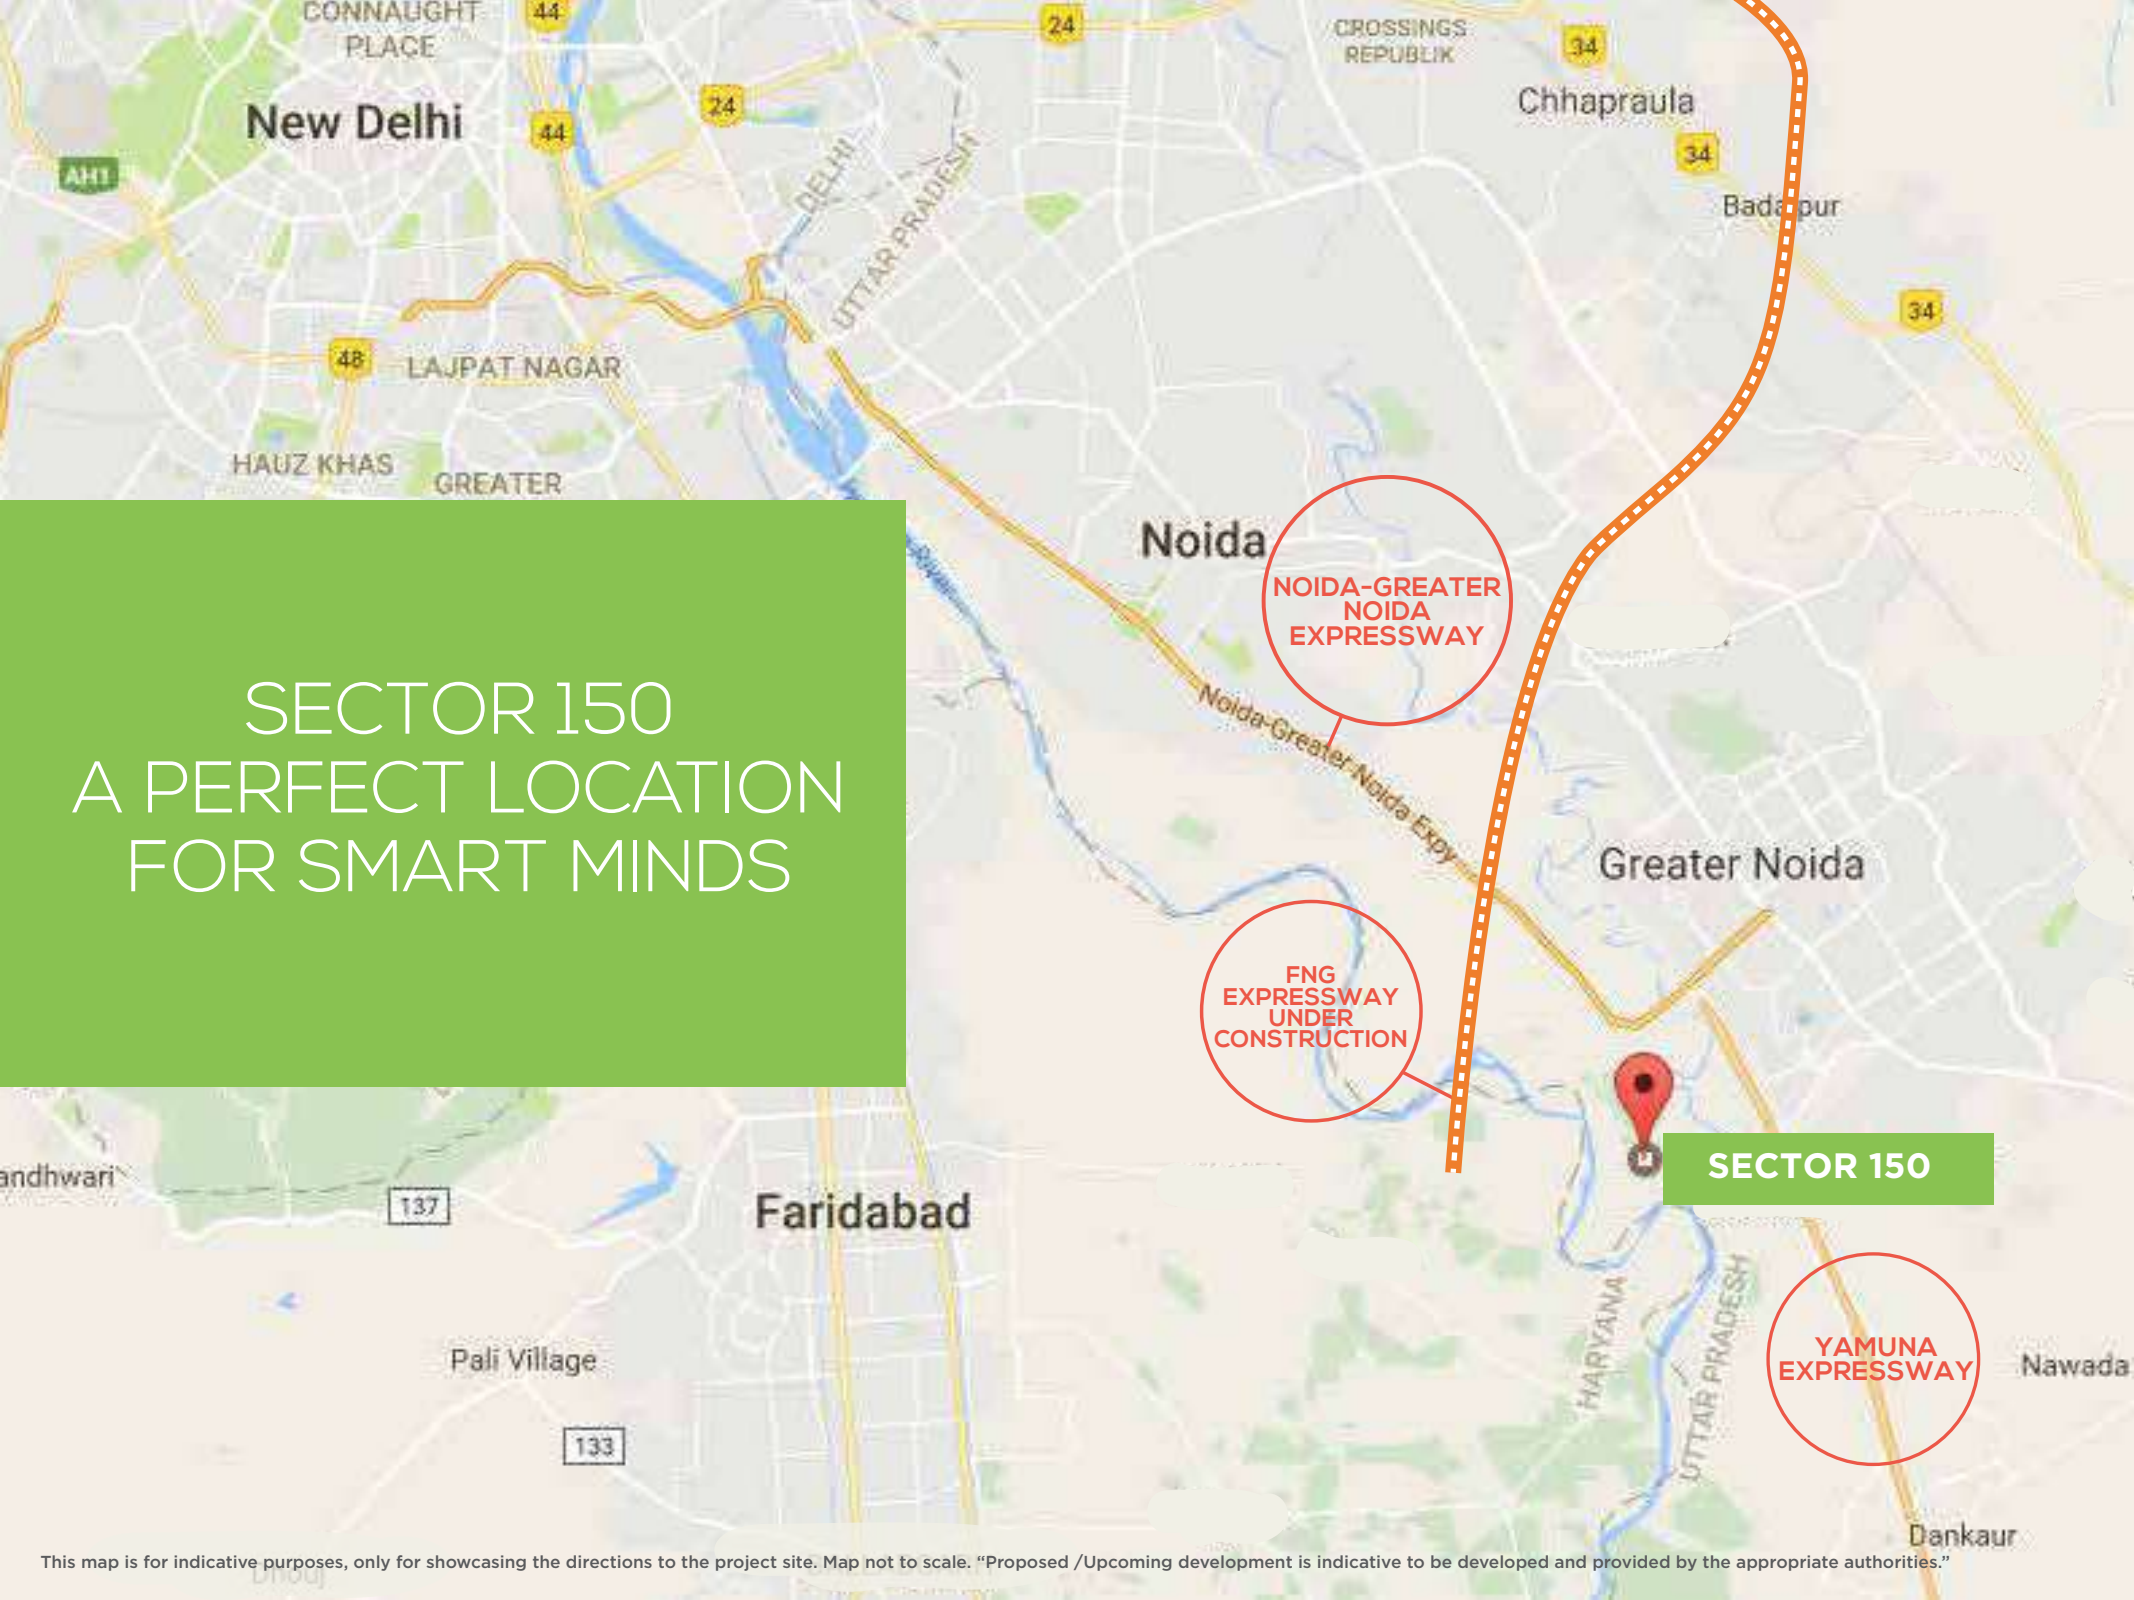 CONNAUGHT
PLACE
44
24
CROSSINGS
REPUBLIK
34
Chhapraula
New Delhi
44
24
34
AH1
DELHI
UTTAR PRADESH
Badalpur
34
48
LAJPAT NAGAR
HAUZ KHAS
GREATER
Noida
NOIDA-GREATER
NOIDA
EXPRESSWAY
Noida-Greater Noida Expy
SECTOR 150
A PERFECT LOCATION
FOR SMART MINDS
Greater Noida
FNG
EXPRESSWAY
UNDER
CONSTRUCTION
SECTOR 150
andhwari
137
Faridabad
HARYANA
UTTAR PRADESH
YAMUNA
EXPRESSWAY
Nawada
Pali Village
133
Dankaur
This map is for indicative purposes, only for showcasing the directions to the project site. Map not to scale. “Proposed /Upcoming development is indicative to be developed and provided by the appropriate authorities.”